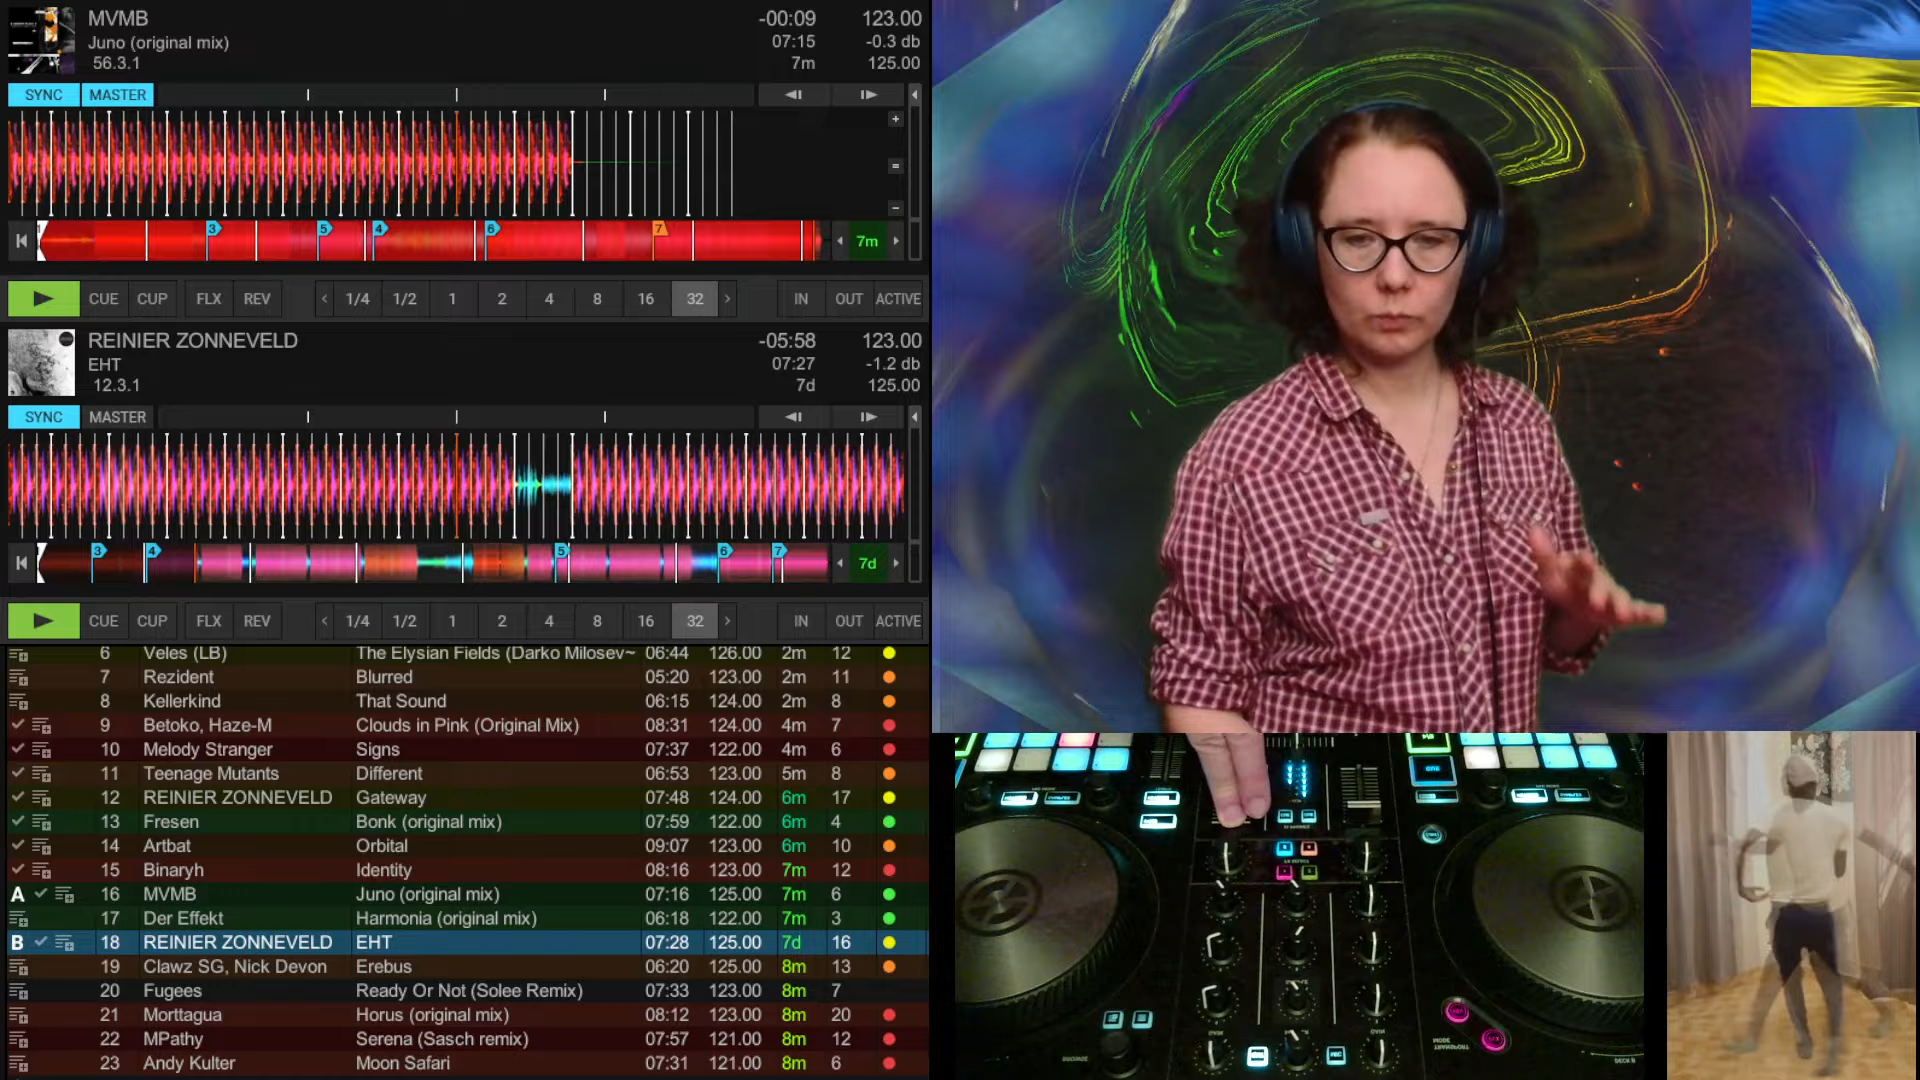 MVMB -00:09 123.00
Juno (original mix) 07:15 -0.3 db
56.3.1 7m 125.00
SYNC MASTER
3 5 4 6 7 7m
CUE CUP FLX REV 1/4 1/2 1 2 4 8 16 32 IN OUT ACTIVE
REINIER ZONNEVELD -05:58 123.00
EHT 07:27 -1.2 db
12.3.1 7d 125.00
SYNC MASTER
3 4 5 6 7 7d
CUE CUP FLX REV 1/4 1/2 1 2 4 8 16 32 IN OUT ACTIVE
6 Veles (LB) The Elysian Fields (Darko Milosev~ 06:44 126.00 2m 12
7 Rezident Blurred 05:20 123.00 2m 11
8 Kellerkind That Sound 06:15 124.00 2m 8
9 Betoko, Haze-M Clouds in Pink (Original Mix) 08:31 124.00 4m 7
10 Melody Stranger Signs 07:37 122.00 4m 6
11 Teenage Mutants Different 06:53 123.00 5m 8
12 REINIER ZONNEVELD Gateway 07:48 124.00 6m 17
13 Fresen Bonk (original mix) 07:59 122.00 6m 4
14 Artbat Orbital 09:07 123.00 6m 10
15 Binaryh Identity 08:16 123.00 7m 12
A 16 MVMB Juno (original mix) 07:16 125.00 7m 6
17 Der Effekt Harmonia (original mix) 06:18 122.00 7m 3
B 18 REINIER ZONNEVELD EHT 07:28 125.00 7d 16
19 Clawz SG, Nick Devon Erebus 06:20 125.00 8m 13
20 Fugees Ready Or Not (Solee Remix) 07:33 123.00 8m 7
21 Morttagua Horus (original mix) 08:12 123.00 8m 20
22 MPathy Serena (Sasch remix) 07:57 121.00 8m 12
23 Andy Kulter Moon Safari 07:31 121.00 8m 6